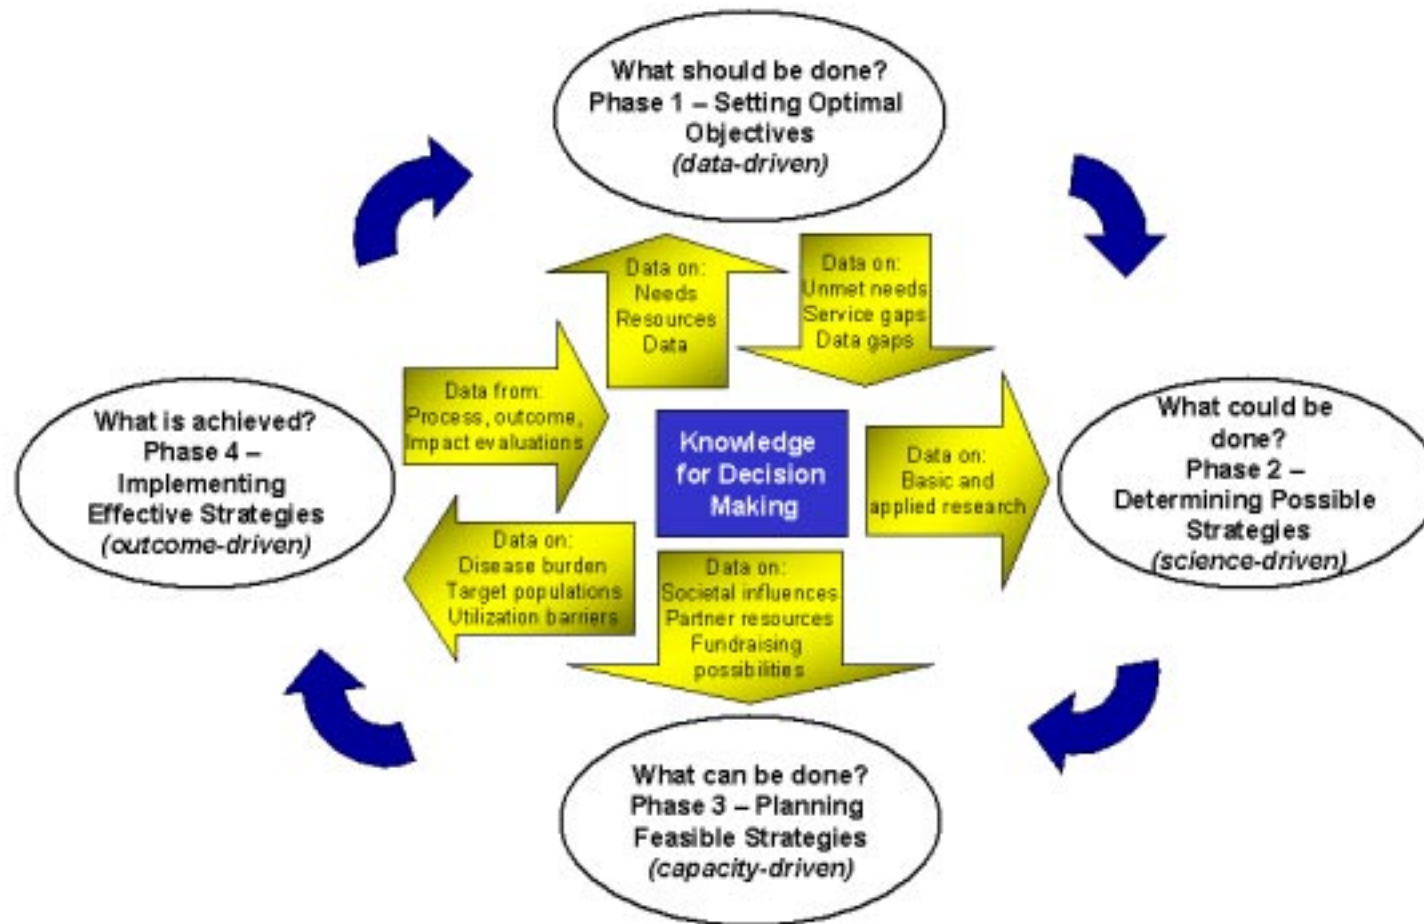 What should be done?
Phase 1 – Setting Optimal
Objectives
(data-driven)
Data on:
Needs
Resources
Data
Data on:
Unmet needs
Service gaps
Data gaps
Data from:
Process, outcome,
Impact evaluations
What is achieved?
Phase 4 –
Implementing
Effective Strategies
(outcome-driven)
Knowledge
for Decision
Making
Data on:
Basic and
applied research
What could be
done?
Phase 2 –
Determining Possible
Strategies
(science-driven)
Data on:
Disease burden
Target populations
Utilization barriers
Data on:
Societal influences
Partner resources
Fundraising
possibilities
What can be done?
Phase 3 – Planning
Feasible Strategies
(capacity-driven)